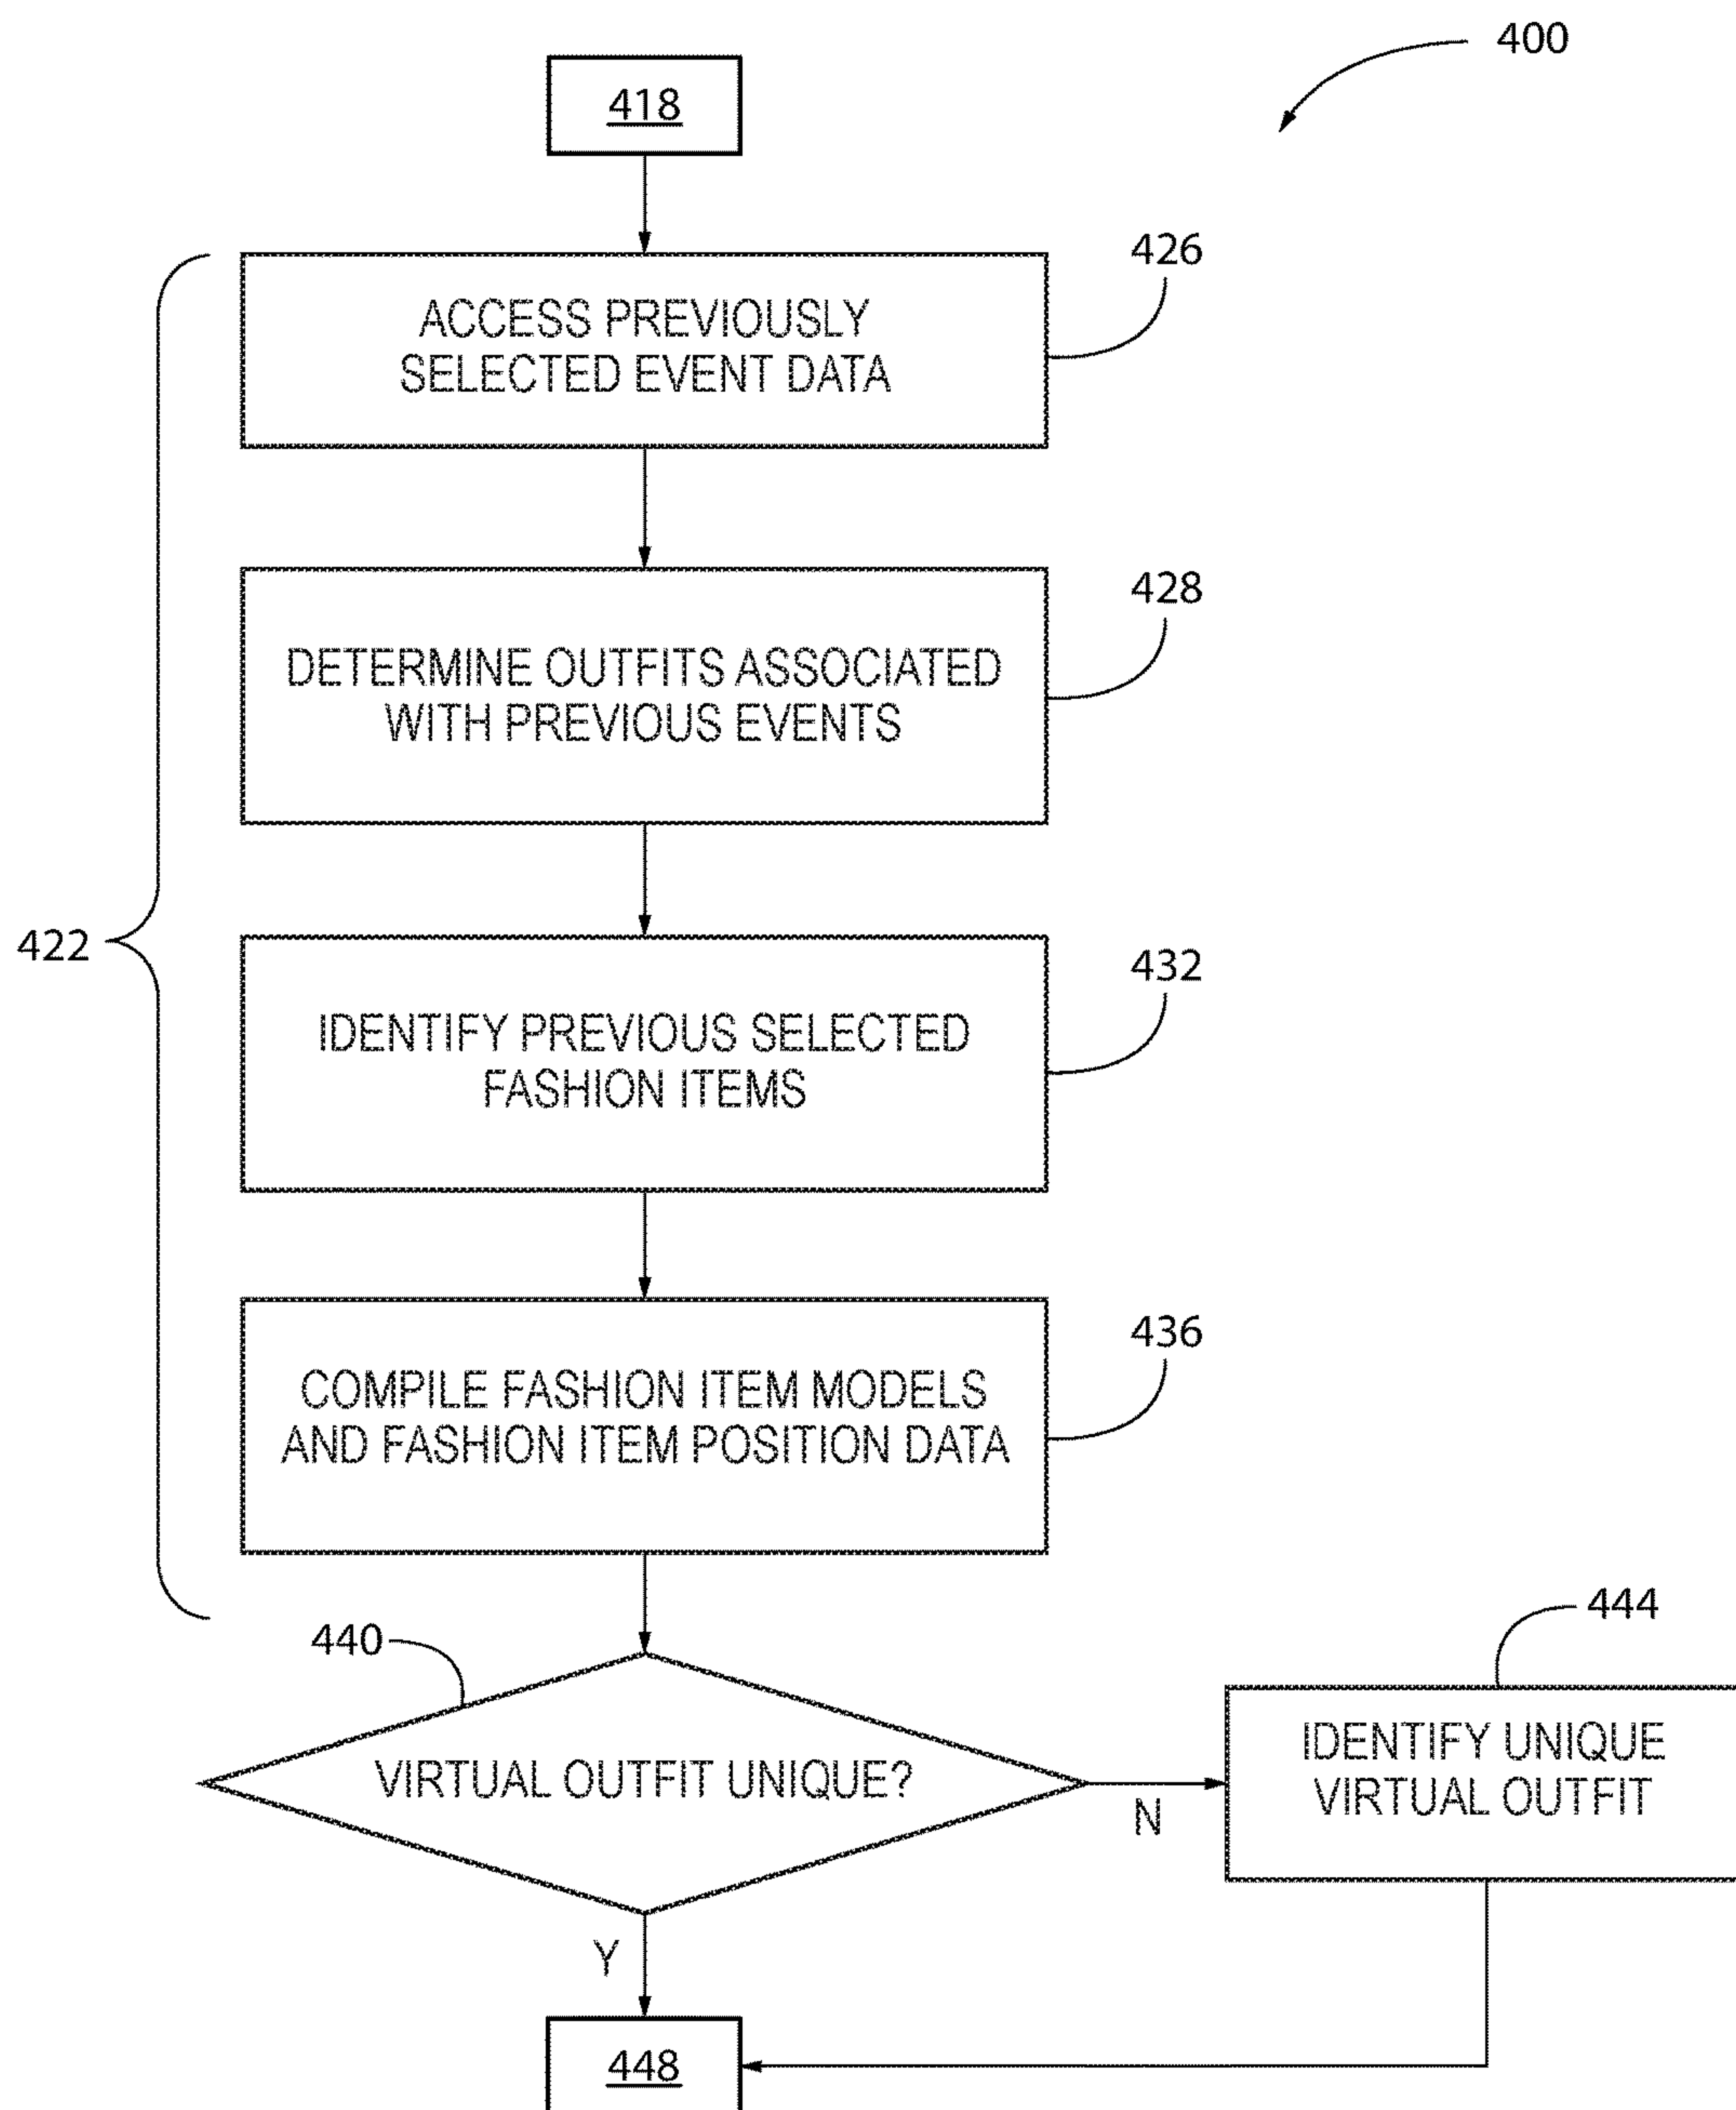 400
418
426
ACCESS PREVIOUSLY
SELECTED EVENT DATA
428
DETERMINE OUTFITS ASSOCIATED
WITH PREVIOUS EVENTS
422
432
IDENTIFY PREVIOUS SELECTED
FASHION ITEMS
436
COMPILE FASHION ITEM MODELS
AND FASHION ITEM POSITION DATA
440
444
VIRTUAL OUTFIT UNIQUE?
N
IDENTIFY UNIQUE
VIRTUAL OUTFIT
Y
448